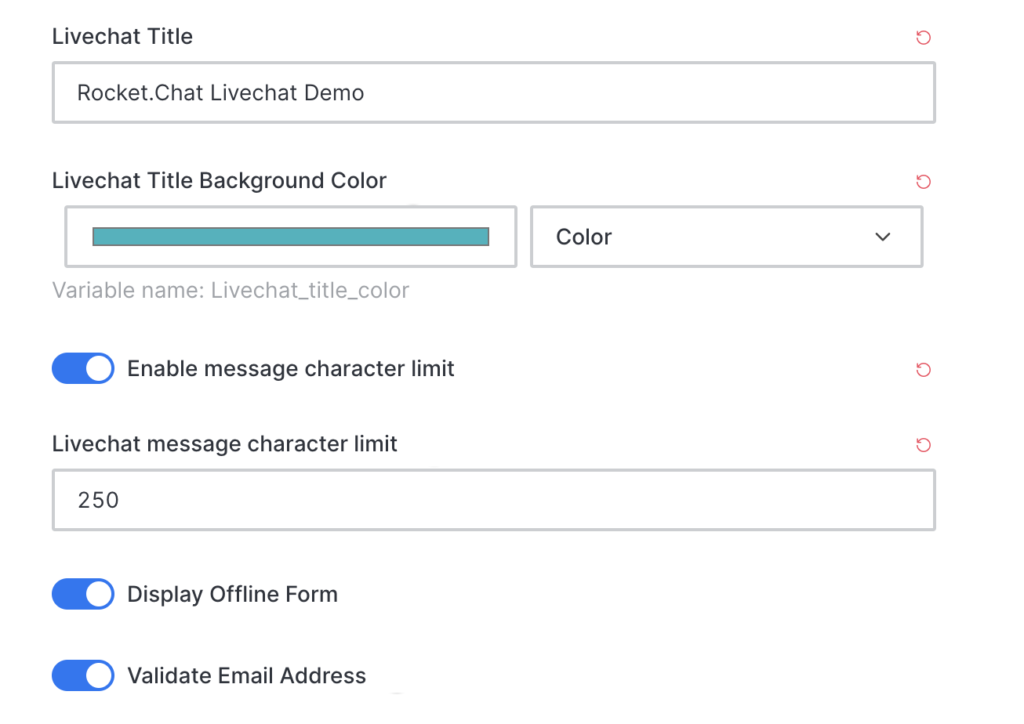 Livechat Title
Rocket.Chat Livechat Demo
Livechat Title Background Color
Color
Variable name: Livechat_title_color
Enable message character limit
Livechat message character limit
250
Display Offline Form
Validate Email Address